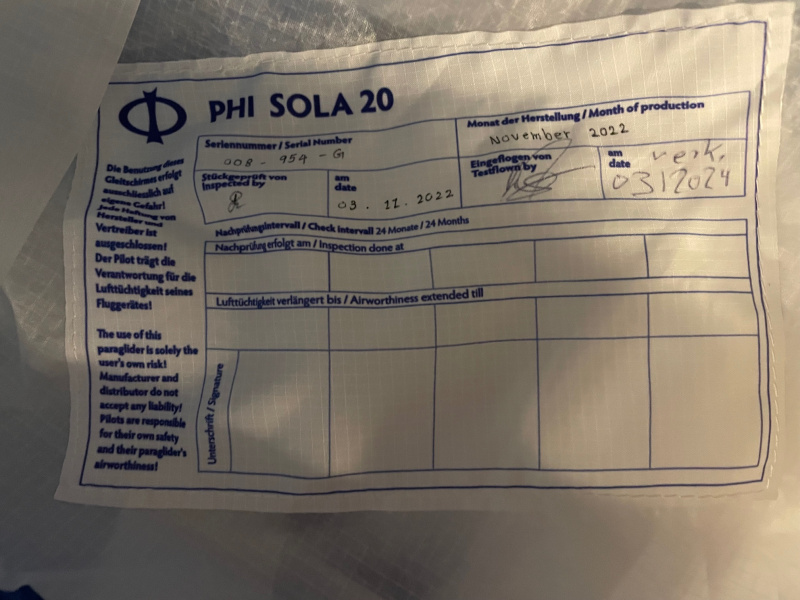 PHI SOLA 20
Seriennummer / Serial Number
008 - 954 - G
Monat der Herstellung / Month of production
November 2022
Stückgeprüft von
Inspected by
am
date
03. 11. 2022
Eingeflogen von
Testflown by
am
date
verk.
03/2024
Nachprüfungsintervall / Check Intervall 24 Monate / 24 Months
Nachprüfung erfolgt am / Inspection done at
Lufttüchtigkeit verlängert bis / Airworthiness extended till
Unterschrift / Signature
Die Benutzung dieses
Gleitschirmes erfolgt
ausschliesslich auf
eigene Gefahr!
Jede Haftung von
Hersteller und
Vertreiber ist
ausgeschlossen!
Der Pilot trägt die
Verantwortung für die
Lufttüchtigkeit seines
Fluggerätes!
The use of this
paraglider is solely the
user's own risk!
Manufacturer and
distributor do not
accept any liability!
Pilots are responsible
for their own safety
and their paraglider's
airworthiness!